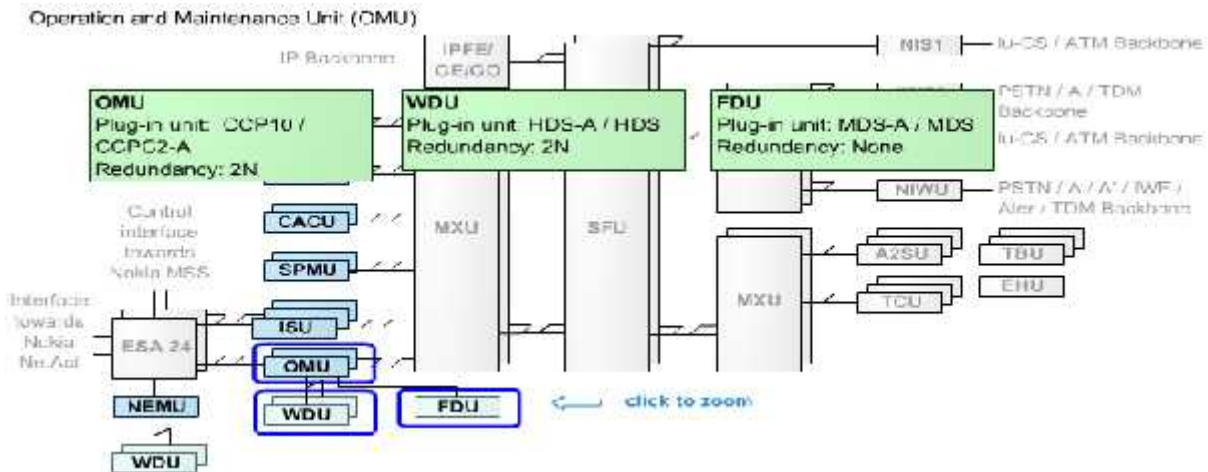 Operation and Maintenance Unit (OMU)
IP Backbone
IPFE/
GE/GO
NIS1
Iu-CS / ATM Backbone
OMU
Plug-in unit: CCP10 /
CCPC2-A
Redundancy: 2N
WDU
Plug-in unit: HDS-A / HDS
Redundancy: 2N
FDU
Plug-in unit: MDS-A / MDS
Redundancy: None
PSTN / A / TDM
Backbone
Iu-CS / ATM Backbone
NIWU
PSTN / A / A' / IWF /
Ater / TDM Backbone
Control
interface
towards
Nokia MSS
CACU
MXU
SFU
SPMU
A2SU
TBU
MXU
TCU
EHU
Interface
towards
Nokia
NetAct
ESA 24
ISU
OMU
NEMU
WDU
FDU
click to zoom
WDU